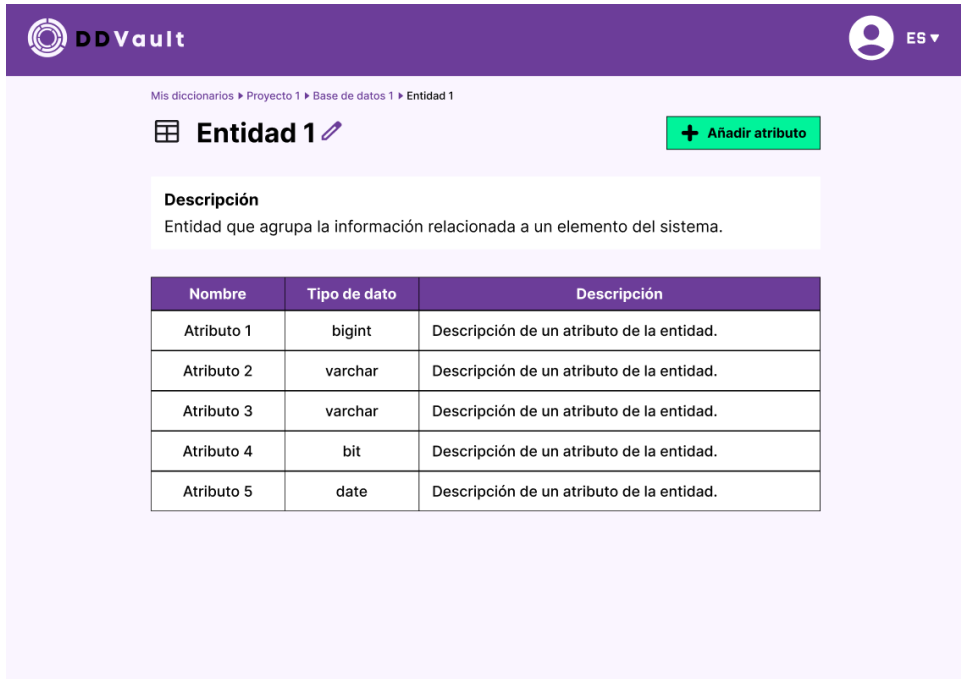 DDVault
ES ▾
Mis diccionarios ▸ Proyecto 1 ▸ Base de datos 1 ▸ Entidad 1
Entidad 1
Añadir atributo
Descripción
Entidad que agrupa la información relacionada a un elemento del sistema.
Nombre Tipo de dato Descripción
Atributo 1 bigint Descripción de un atributo de la entidad.
Atributo 2 varchar Descripción de un atributo de la entidad.
Atributo 3 varchar Descripción de un atributo de la entidad.
Atributo 4 bit Descripción de un atributo de la entidad.
Atributo 5 date Descripción de un atributo de la entidad.